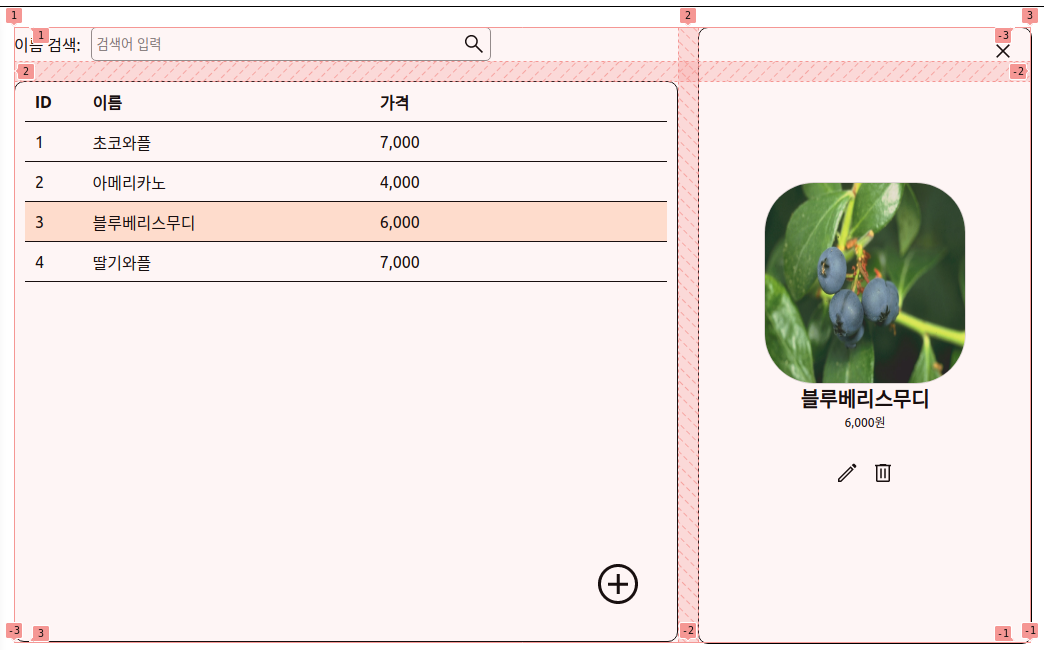 1 2 3
1 -3
이름 검색: 검색어 입력
2 -2
ID 이름 가격
1 초코와플 7,000
2 아메리카노 4,000
3 블루베리스무디 6,000
4 딸기와플 7,000
블루베리스무디
6,000원
-3 3 -2 -1 -1